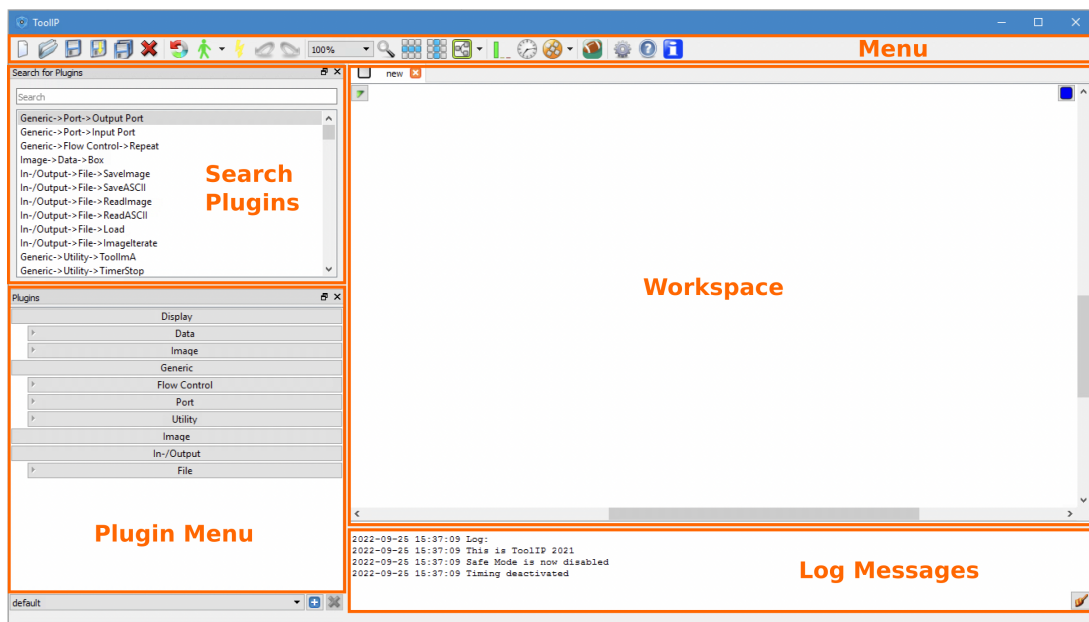 ToolIP
100%
Menu
Search for Plugins
new
Search
Generic->Port->Output Port
Generic->Port->Input Port
Generic->Flow Control->Repeat
Image->Data->Box
In-/Output->File->SaveImage
In-/Output->File->SaveASCII
In-/Output->File->ReadImage
In-/Output->File->ReadASCII
In-/Output->File->Load
In-/Output->File->ImageIterate
Generic->Utility->ToolImA
Generic->Utility->TimerStop
Search
Plugins
Workspace
Plugins
Display
Data
Image
Generic
Flow Control
Port
Utility
Image
In-/Output
File
Plugin Menu
2022-09-25 15:37:09 Log:
2022-09-25 15:37:09 This is ToolIP 2021
2022-09-25 15:37:09 Safe Mode is now disabled
2022-09-25 15:37:09 Timing deactivated
Log Messages
default